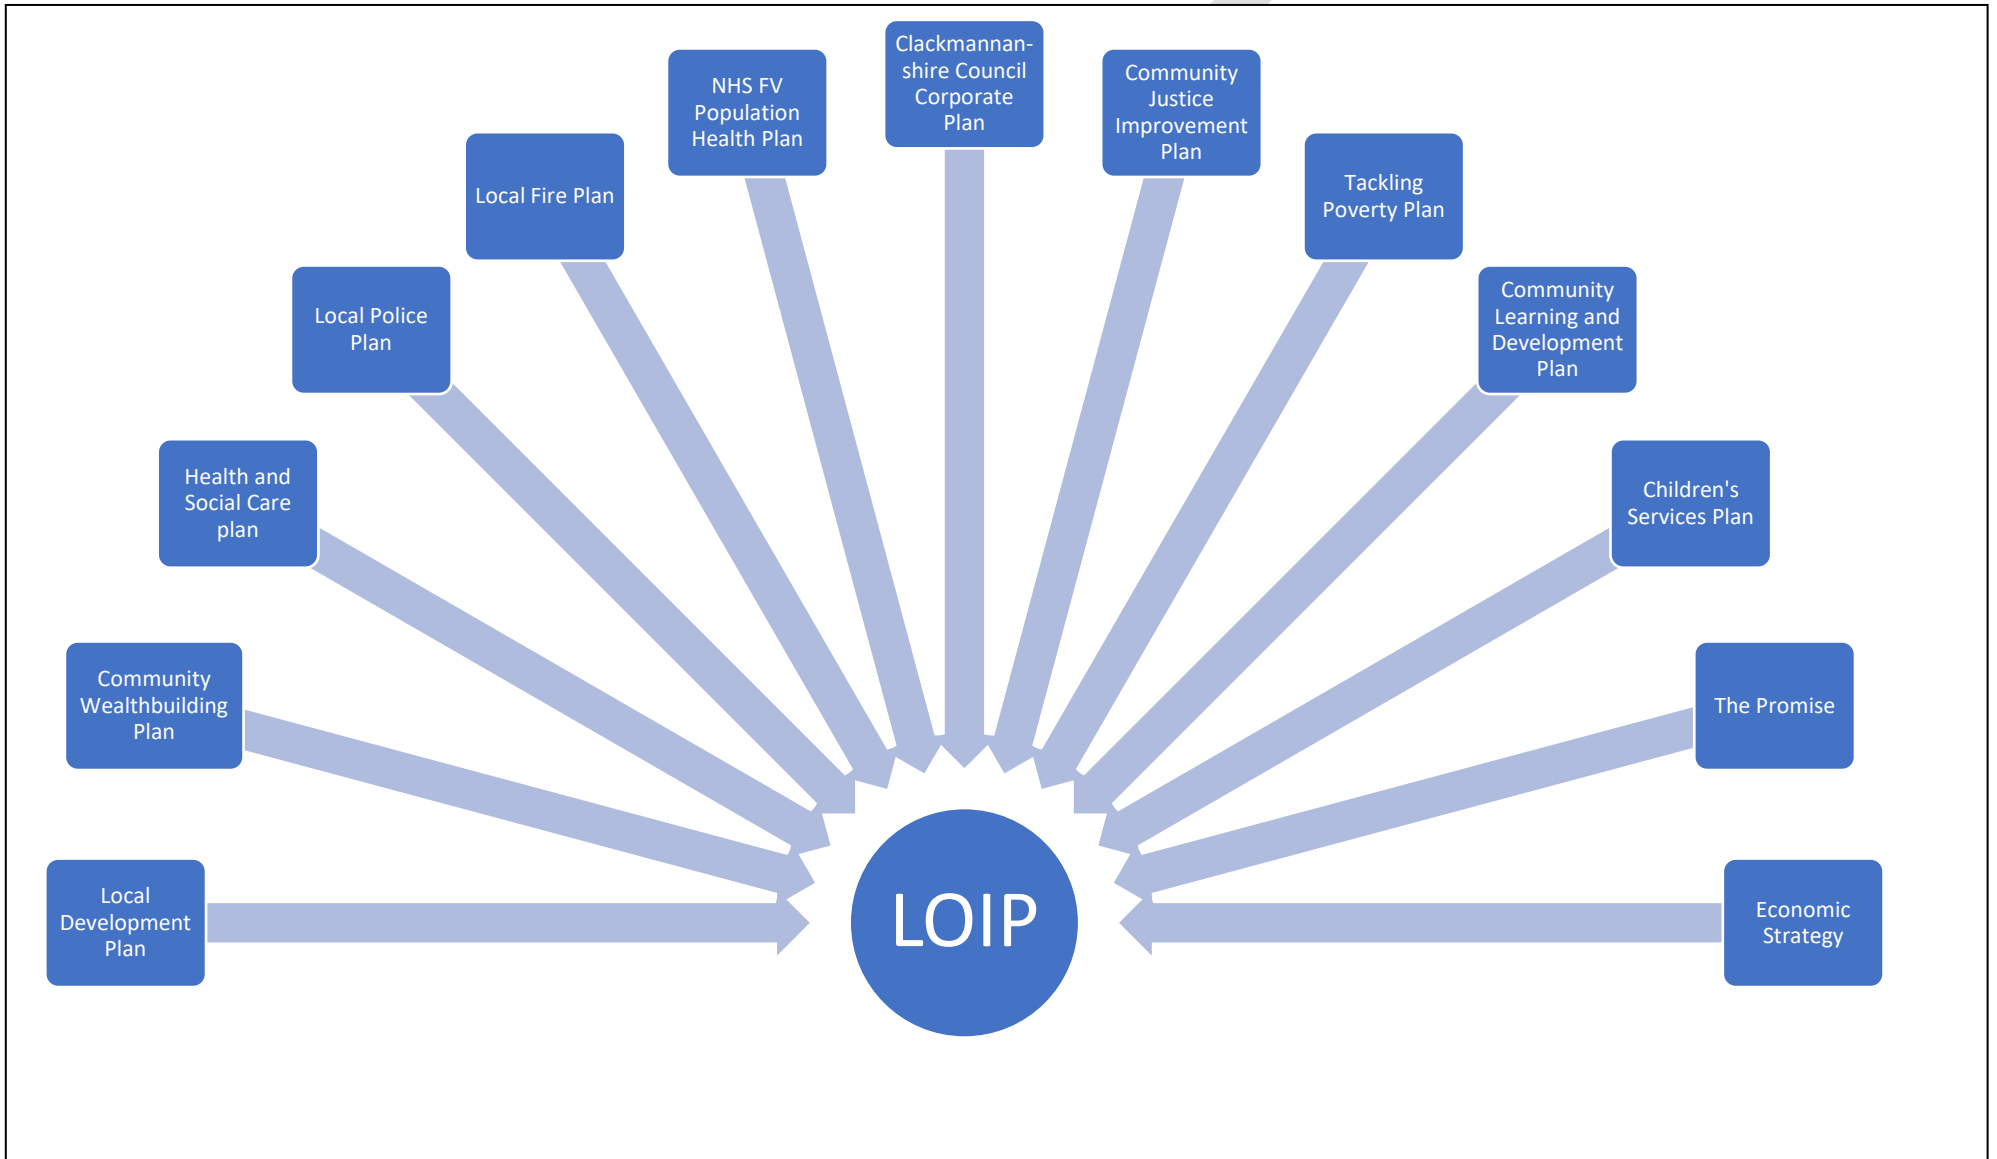 Clackmannan-
shire Council
Corporate
Plan
NHS FV
Population
Health Plan
Community
Justice
Improvement
Plan
Local Fire Plan
Tackling
Poverty Plan
Local Police
Plan
Community
Learning and
Development
Plan
Health and
Social Care
plan
Children's
Services Plan
Community
Wealthbuilding
Plan
The Promise
Local
Development
Plan
LOIP
Economic
Strategy